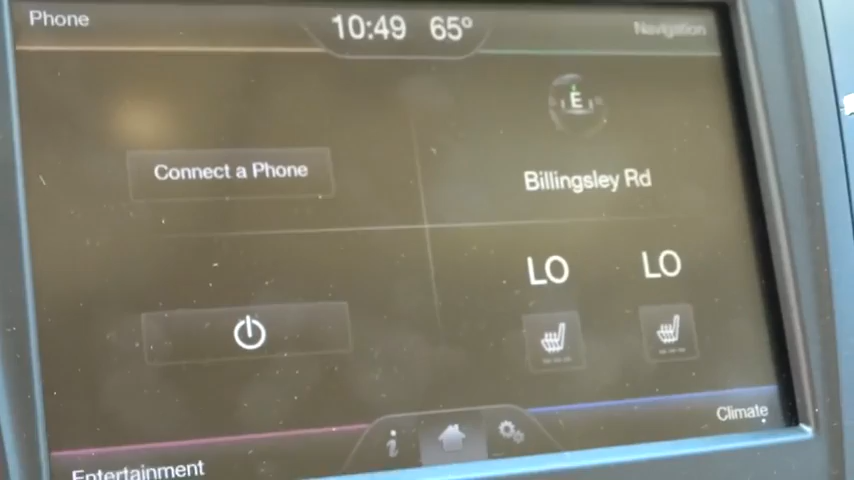 Phone
10:49 65°
Navigation
E
Connect a Phone
Billingsley Rd
LO LO
i
Climate
Entertainment